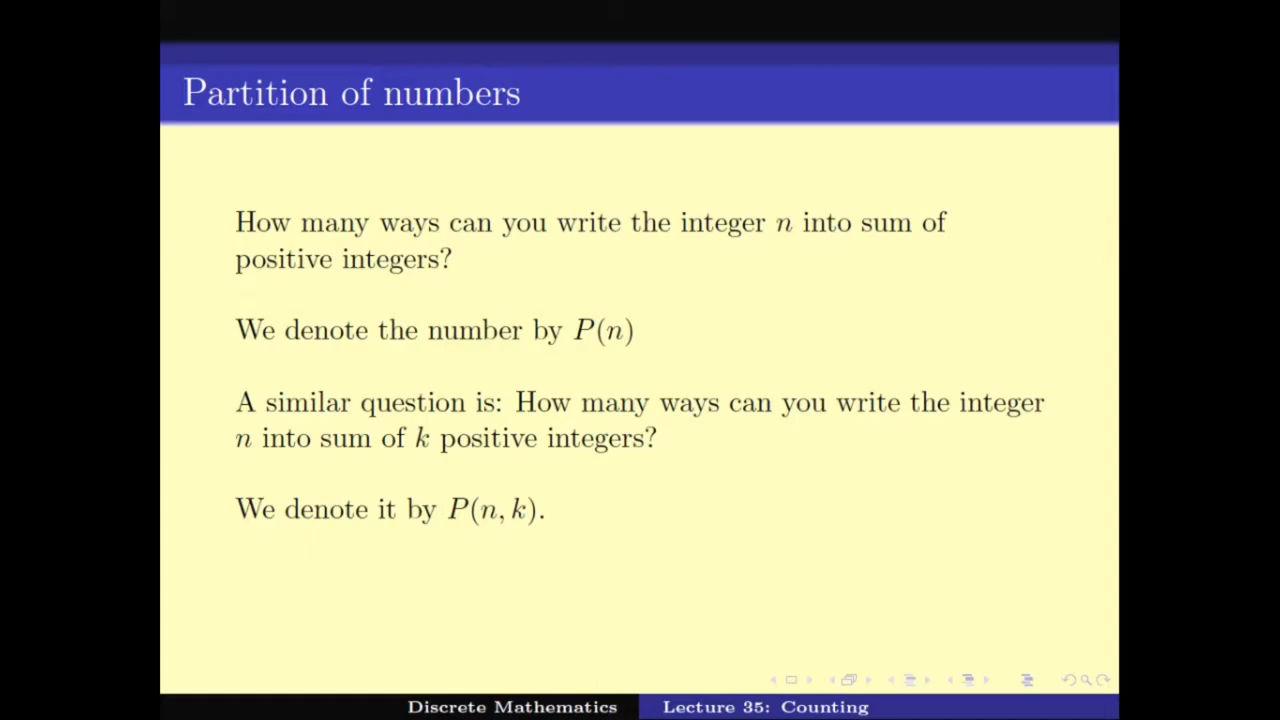 Partition of numbers
How many ways can you write the integer n into sum of
positive integers?
We denote the number by P(n)
A similar question is: How many ways can you write the integer
n into sum of k positive integers?
We denote it by P(n, k).
Discrete Mathematics Lecture 35: Counting